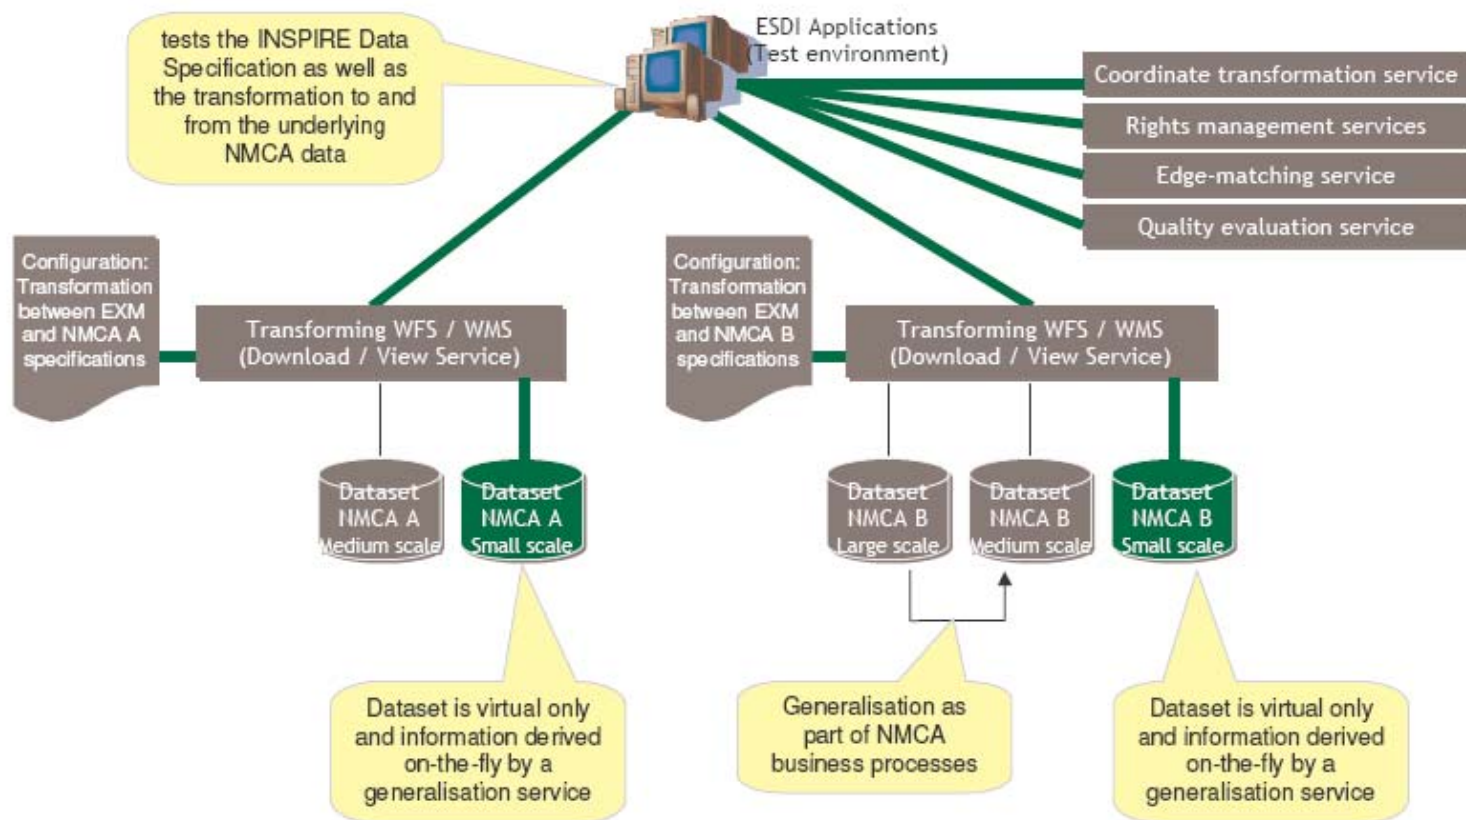 tests the INSPIRE Data
Specification as well as
the transformation to and
from the underlying
NMCA data
ESDI Applications
(Test environment)
Coordinate transformation service
Rights management services
Edge-matching service
Quality evaluation service
Configuration:
Transformation
between EXM
and NMCA A
specifications
Transforming WFS / WMS
(Download / View Service)
Configuration:
Transformation
between EXM
and NMCA B
specifications
Transforming WFS / WMS
(Download / View Service)
Dataset
NMCA A
Medium scale
Dataset
NMCA A
Small scale
Dataset
NMCA B
Large scale
Dataset
NMCA B
Medium scale
Dataset
NMCA B
Small scale
Dataset is virtual only
and information derived
on-the-fly by a
generalisation service
Generalisation as
part of NMCA
business processes
Dataset is virtual only
and information derived
on-the-fly by a
generalisation service